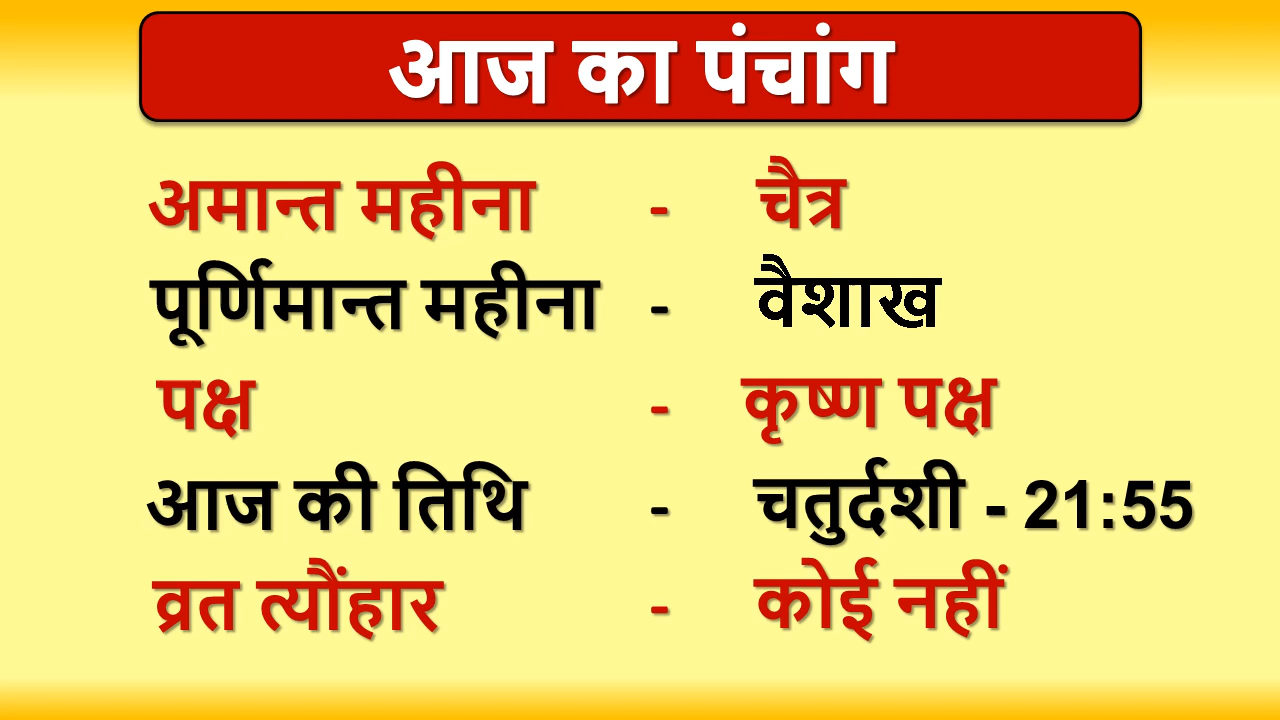 आज का पंचांग
अमान्त महीना - चैत्र
पूर्णिमान्त महीना - वैशाख
पक्ष - कृष्ण पक्ष
आज की तिथि - चतुर्दशी - 21:55
व्रत त्यौंहार - कोई नहीं